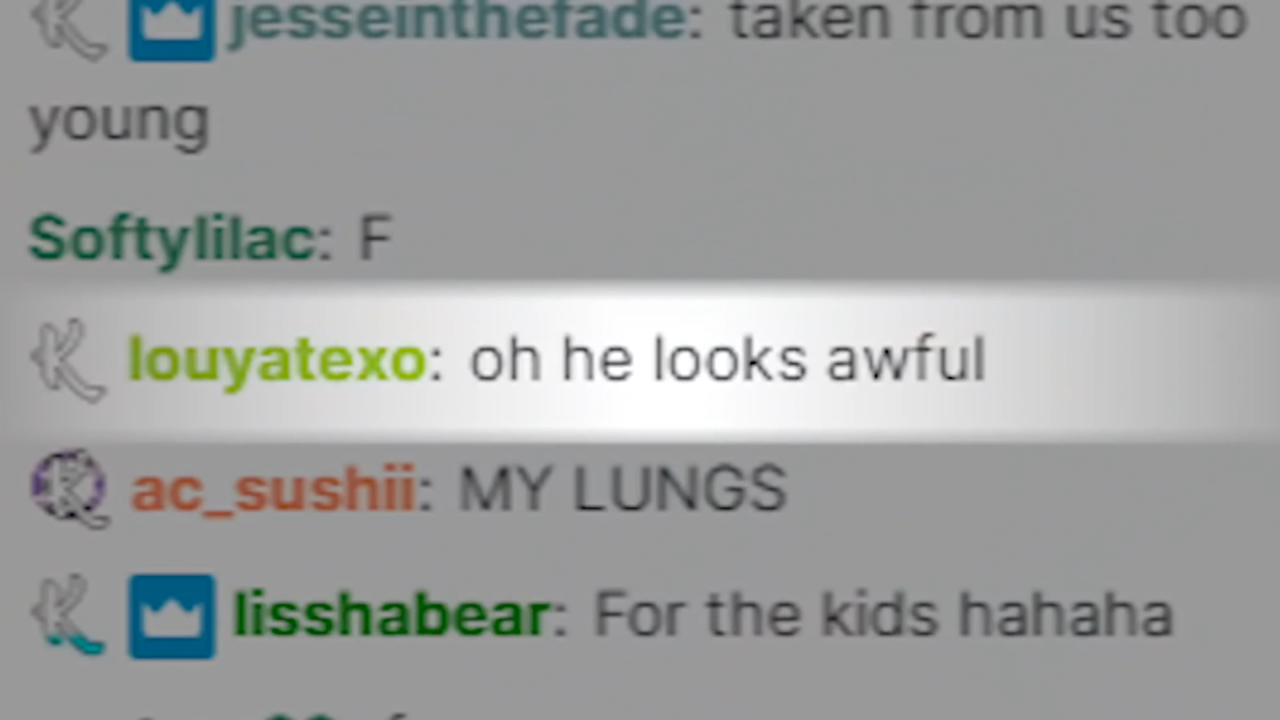 jesseinthefade: taken from us too
young
Softylilac: F
louyatexo: oh he looks awful
ac_sushii: MY LUNGS
lisshabear: For the kids hahaha